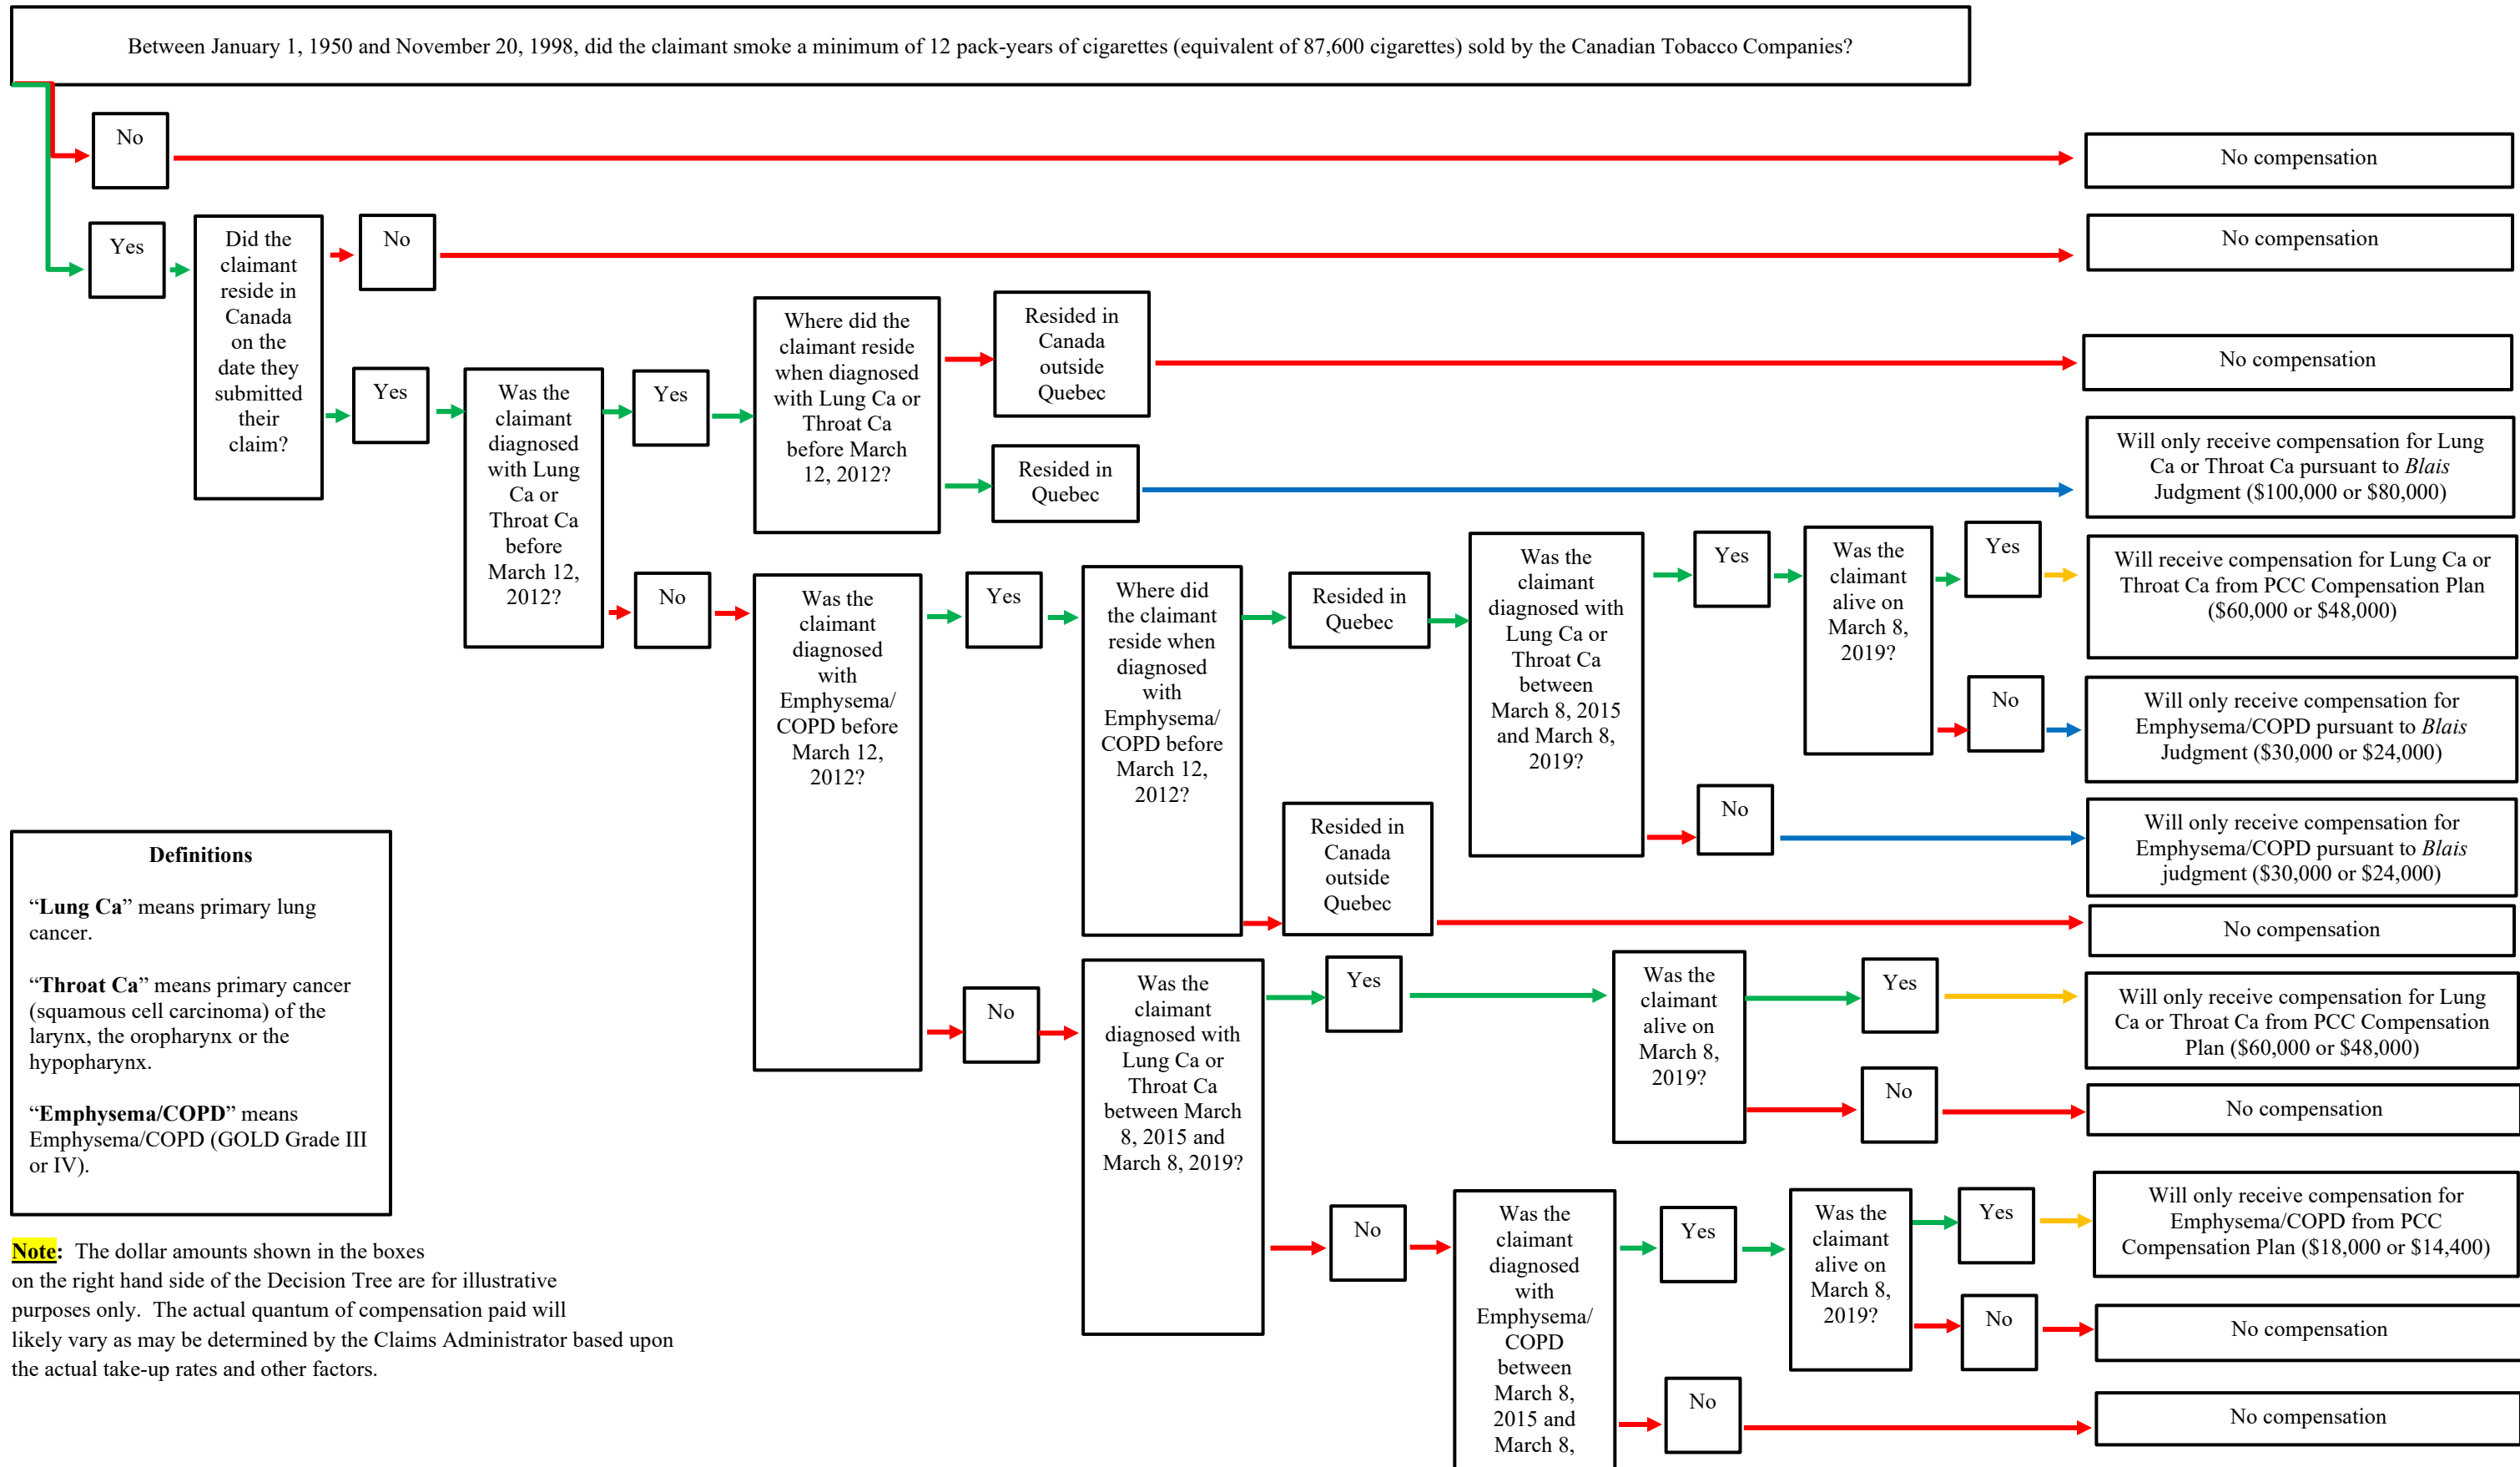 Between January 1, 1950 and November 20, 1998, did the claimant smoke a minimum of 12 pack-years of cigarettes (equivalent of 87,600 cigarettes) sold by the Canadian Tobacco Companies?
No
No compensation
Yes
Did the
claimant
reside in
Canada
on the
date they
submitted
their
claim?
No
No compensation
Yes
Was the
claimant
diagnosed
with Lung
Ca or
Throat Ca
before
March 12,
2012?
Yes
Where did the
claimant reside
when diagnosed
with Lung Ca or
Throat Ca
before March
12, 2012?
Resided in
Canada
outside
Quebec
No compensation
Resided in
Quebec
Will only receive compensation for Lung
Ca or Throat Ca pursuant to Blais
Judgment ($100,000 or $80,000)
No
Was the
claimant
diagnosed
with
Emphysema/
COPD before
March 12,
2012?
Yes
Where did
the claimant
reside when
diagnosed
with
Emphysema/
COPD before
March 12,
2012?
Resided in
Quebec
Was the
claimant
diagnosed with
Lung Ca or
Throat Ca
between
March 8, 2015
and March 8,
2019?
Yes
Was the
claimant
alive on
March 8,
2019?
Yes
Will receive compensation for Lung Ca or
Throat Ca from PCC Compensation Plan
($60,000 or $48,000)
No
Will only receive compensation for
Emphysema/COPD pursuant to Blais
Judgment ($30,000 or $24,000)
No
Will only receive compensation for
Emphysema/COPD pursuant to Blais
judgment ($30,000 or $24,000)
Resided in
Canada
outside
Quebec
No compensation
No
Was the
claimant
diagnosed with
Lung Ca or
Throat Ca
between March
8, 2015 and
March 8, 2019?
Yes
Was the
claimant
alive on
March 8,
2019?
Yes
Will only receive compensation for Lung
Ca or Throat Ca from PCC Compensation
Plan ($60,000 or $48,000)
No
No compensation
No
Was the
claimant
diagnosed
with
Emphysema/
COPD
between
March 8,
2015 and
March 8,
Yes
Was the
claimant
alive on
March 8,
2019?
Yes
Will only receive compensation for
Emphysema/COPD from PCC
Compensation Plan ($18,000 or $14,400)
No
No compensation
No
No compensation
Definitions
“Lung Ca” means primary lung
cancer.
“Throat Ca” means primary cancer
(squamous cell carcinoma) of the
larynx, the oropharynx or the
hypopharynx.
“Emphysema/COPD” means
Emphysema/COPD (GOLD Grade III
or IV).
Note: The dollar amounts shown in the boxes
on the right hand side of the Decision Tree are for illustrative
purposes only. The actual quantum of compensation paid will
likely vary as may be determined by the Claims Administrator based upon
the actual take-up rates and other factors.